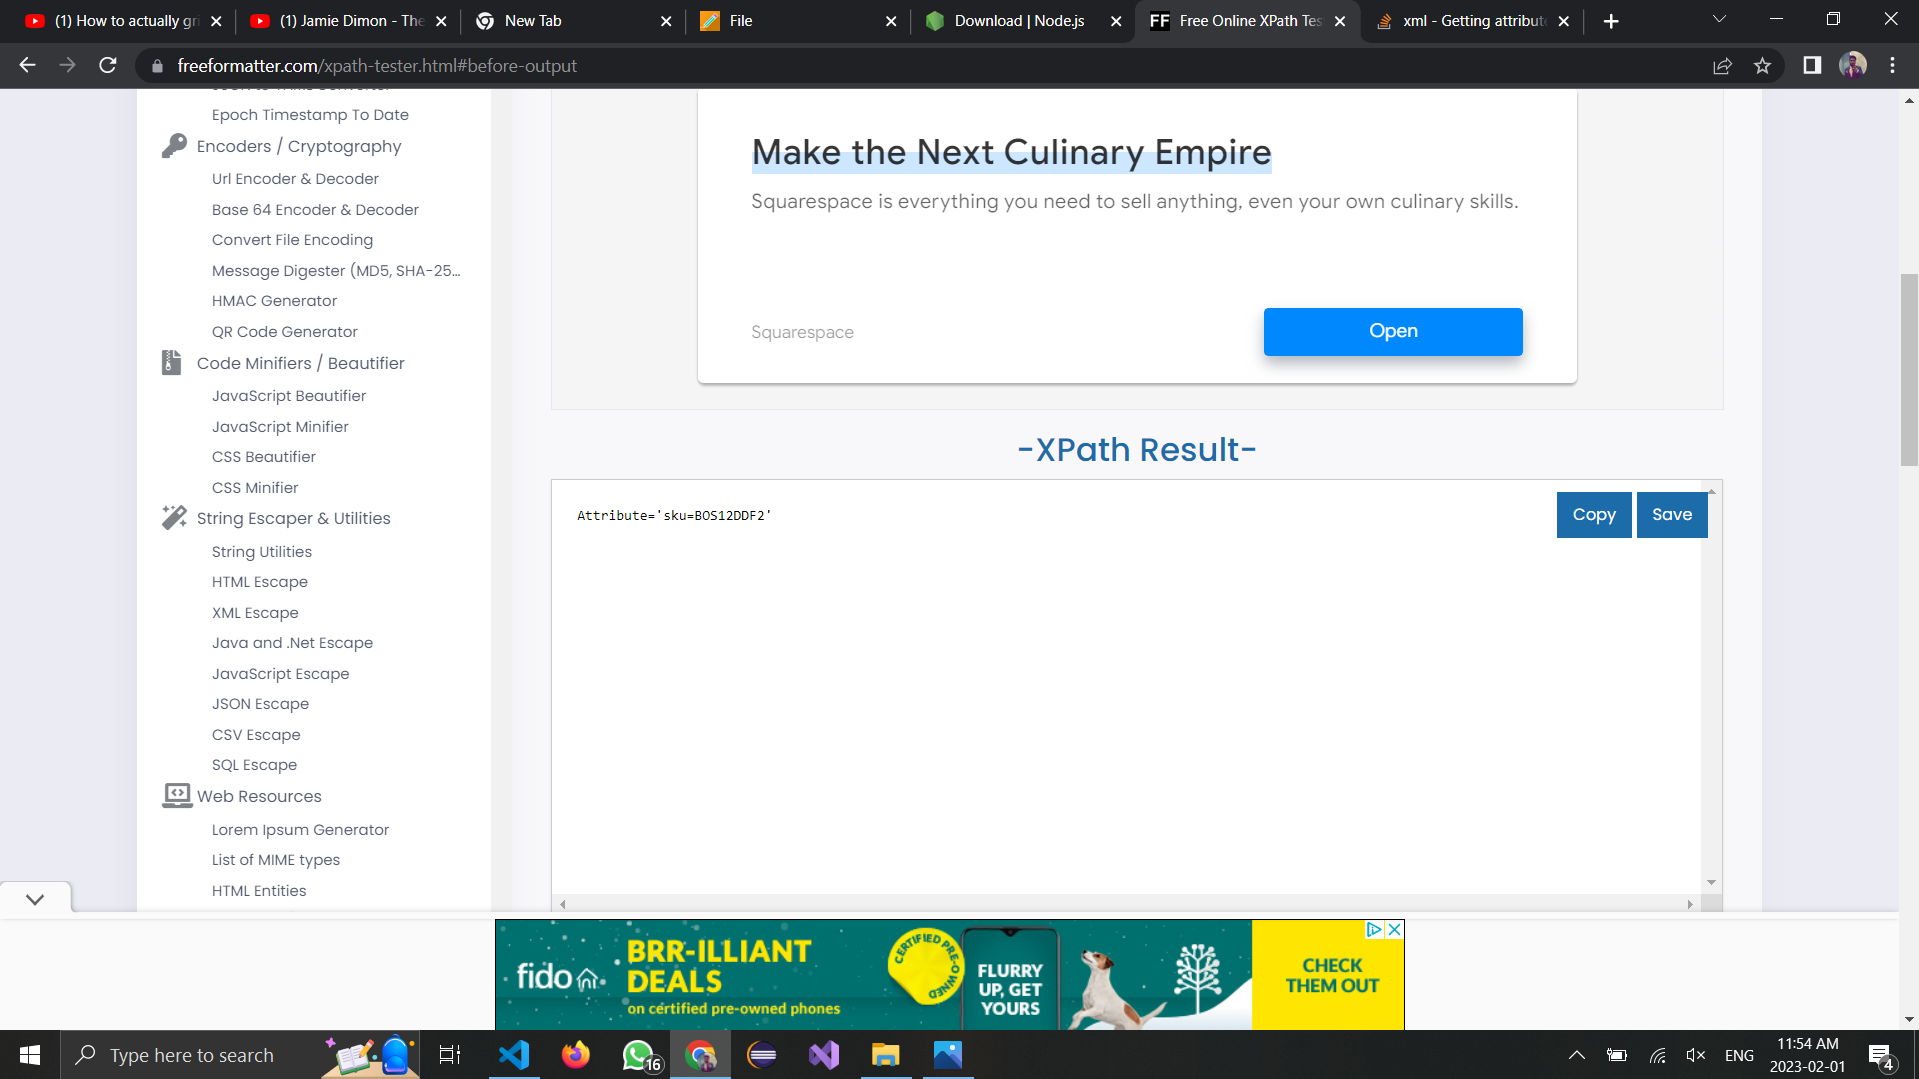 (1) How to actually gri
(1) Jamie Dimon - The
New Tab
File
Download | Node.js
FF
Free Online XPath Tes
xml - Getting attribute
freeformatter.com/xpath-tester.html#before-output
Epoch Timestamp To Date
Encoders / Cryptography
Url Encoder & Decoder
Base 64 Encoder & Decoder
Convert File Encoding
Message Digester (MD5, SHA-25...
HMAC Generator
QR Code Generator
Code Minifiers / Beautifier
JavaScript Beautifier
JavaScript Minifier
CSS Beautifier
CSS Minifier
String Escaper & Utilities
String Utilities
HTML Escape
XML Escape
Java and .Net Escape
JavaScript Escape
JSON Escape
CSV Escape
SQL Escape
Web Resources
Lorem Ipsum Generator
List of MIME types
HTML Entities
Make the Next Culinary Empire
Squarespace is everything you need to sell anything, even your own culinary skills.
Squarespace
Open
-XPath Result-
Attribute='sku=BOS12DDF2'
Copy
Save
fido
BRR-ILLIANT
DEALS
on certified pre-owned phones
CERTIFIED PRE-OWNED
FLURRY
UP, GET
YOURS
CHECK
THEM OUT
Type here to search
16
ENG
11:54 AM
2023-02-01
4